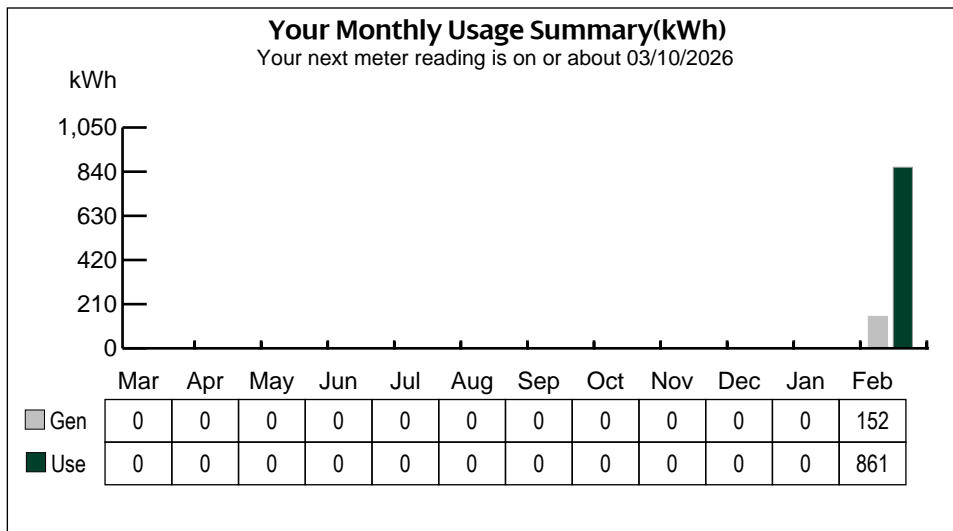 Your Monthly Usage Summary(kWh)
Your next meter reading is on or about 03/10/2026
kWh
1,050
840
630
420
210
0
Mar Apr May Jun Jul Aug Sep Oct Nov Dec Jan Feb
Gen 0 0 0 0 0 0 0 0 0 0 0 152
Use 0 0 0 0 0 0 0 0 0 0 0 861